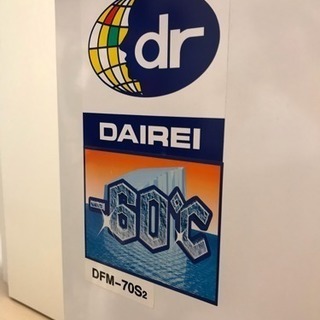 dr
DAIREI
-60℃
DFM-70S2